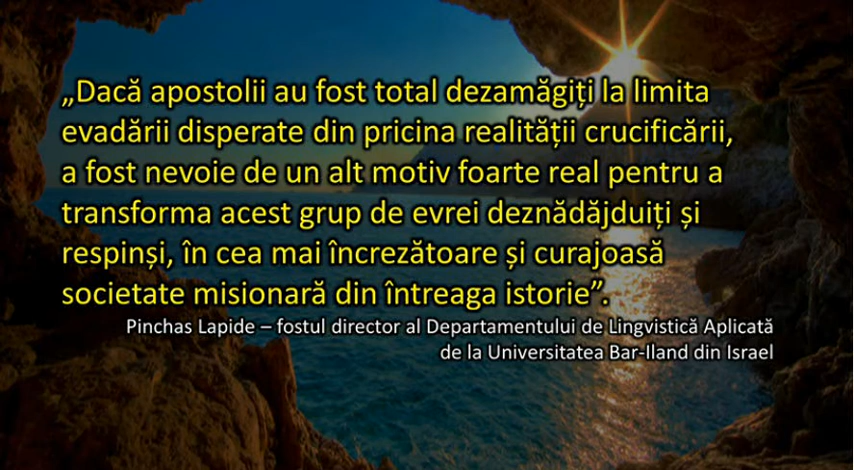 „Dacă apostolii au fost total dezamăgiți la limita
evadării disperate din pricina realității crucificării,
a fost nevoie de un alt motiv foarte real pentru a
transforma acest grup de evrei deznădăjduiți și
respinși, în cea mai încrezătoare și curajoasă
societate misionară din întreaga istorie”.
Pinchas Lapide – fostul director al Departamentului de Lingvistică Aplicată
de la Universitatea Bar-Iland din Israel